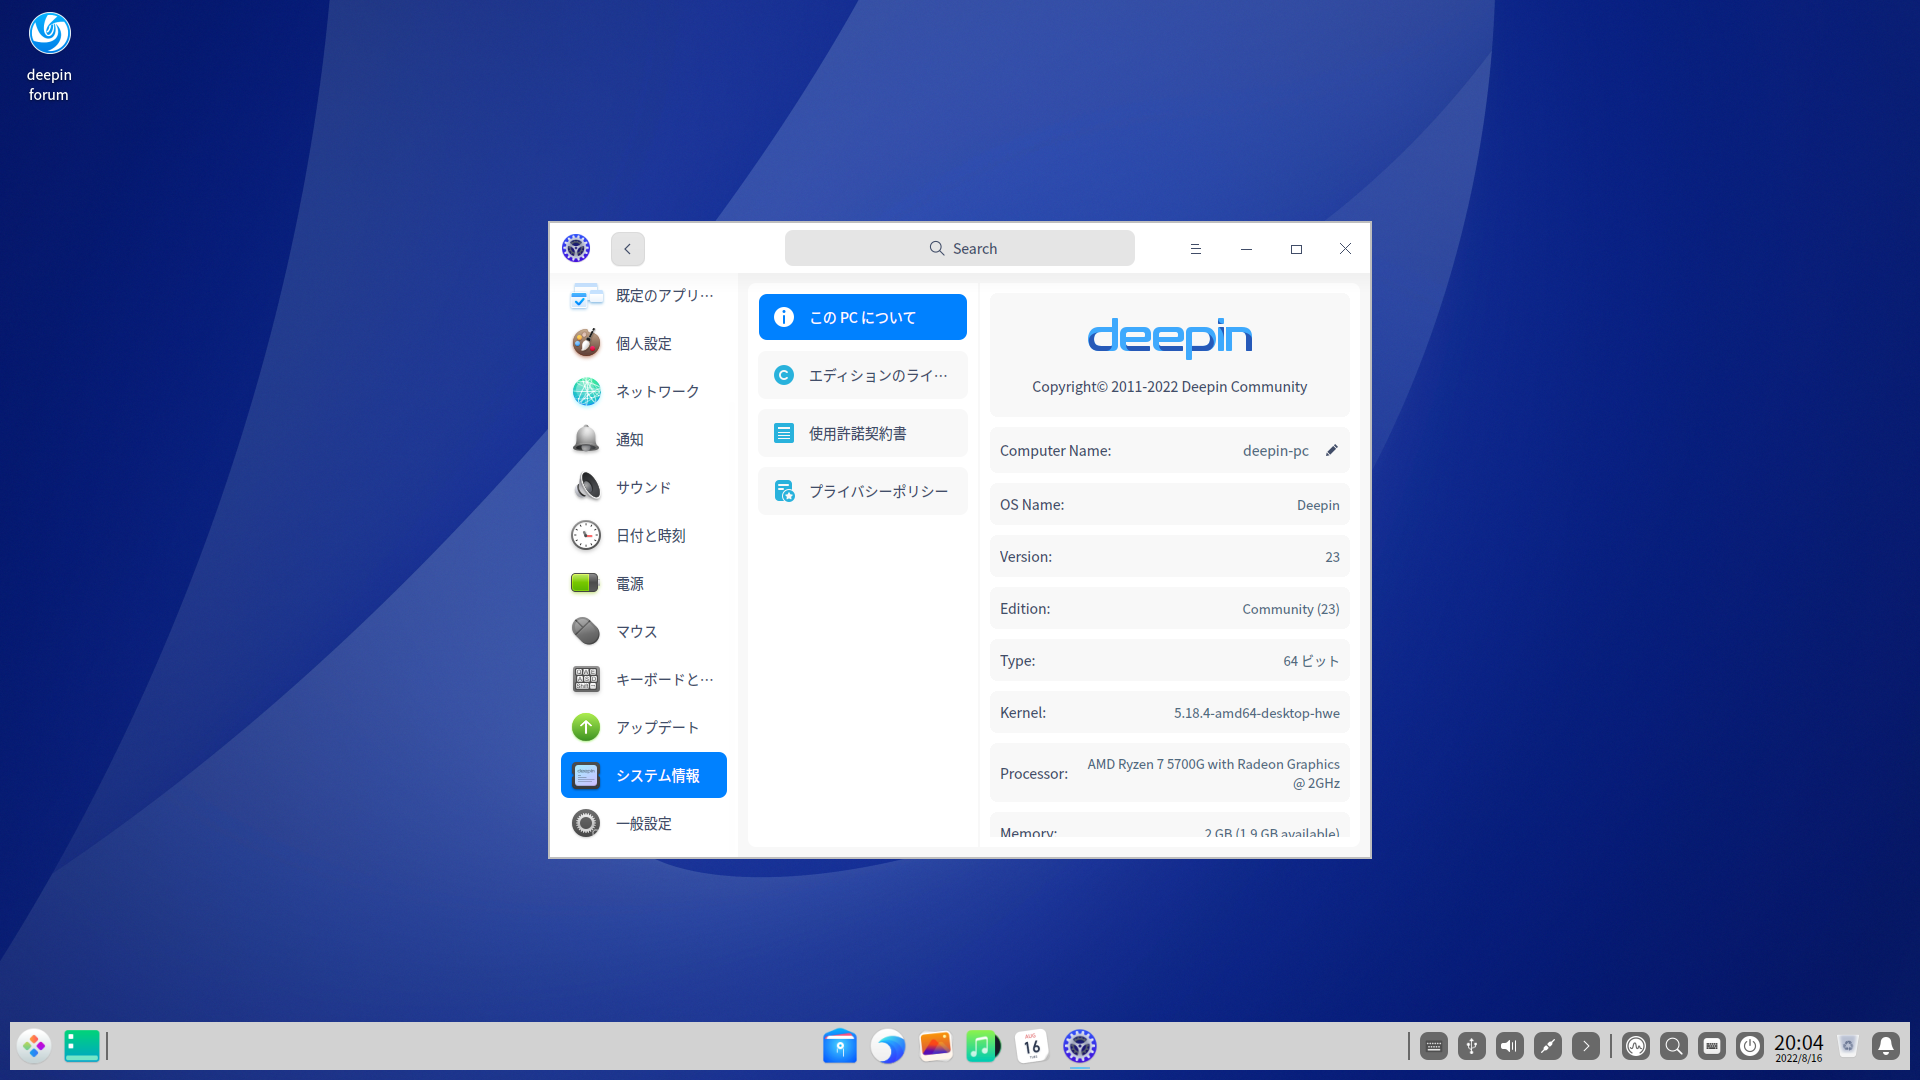 deepin
forum
Search
既定のアプリ…
個人設定
ネットワーク
通知
サウンド
日付と時刻
電源
マウス
キーボードと…
アップデート
システム情報
一般設定
この PC について
エディションのライ…
使用許諾契約書
プライバシーポリシー
deepin
Copyright© 2011-2022 Deepin Community
Computer Name: deepin-pc
OS Name: Deepin
Version: 23
Edition: Community (23)
Type: 64 ビット
Kernel: 5.18.4-amd64-desktop-hwe
Processor: AMD Ryzen 7 5700G with Radeon Graphics
@ 2GHz
Memory: 2 GB (1.9 GB available)
AUG
16
20:04
2022/8/16